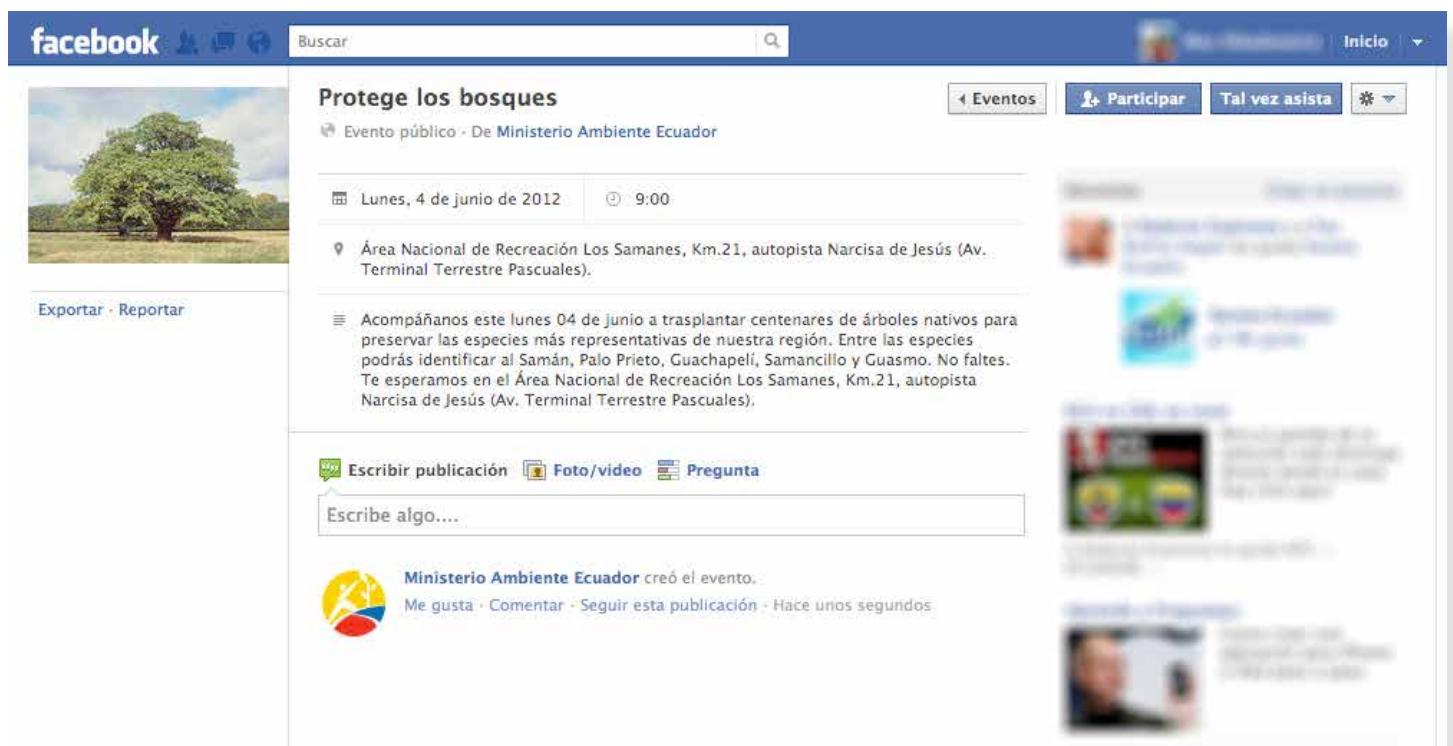 facebook
Buscar
Inicio
Protege los bosques
Evento público · De Ministerio Ambiente Ecuador
Eventos
Participar
Tal vez asista
Lunes, 4 de junio de 2012
9:00
Área Nacional de Recreación Los Samanes, Km.21, autopista Narcisa de Jesús (Av.
Terminal Terrestre Pascuales).
Exportar · Reportar
Acompáñanos este lunes 04 de junio a trasplantar centenares de árboles nativos para
preservar las especies más representativas de nuestra región. Entre las especies
podrás identificar al Samán, Palo Prieto, Guachapelí, Samancillo y Guasmo. No faltes.
Te esperamos en el Área Nacional de Recreación Los Samanes, Km.21, autopista
Narcisa de Jesús (Av. Terminal Terrestre Pascuales).
Escribir publicación Foto/video Pregunta
Escribe algo....
Ministerio Ambiente Ecuador creó el evento.
Me gusta · Comentar · Seguir esta publicación · Hace unos segundos